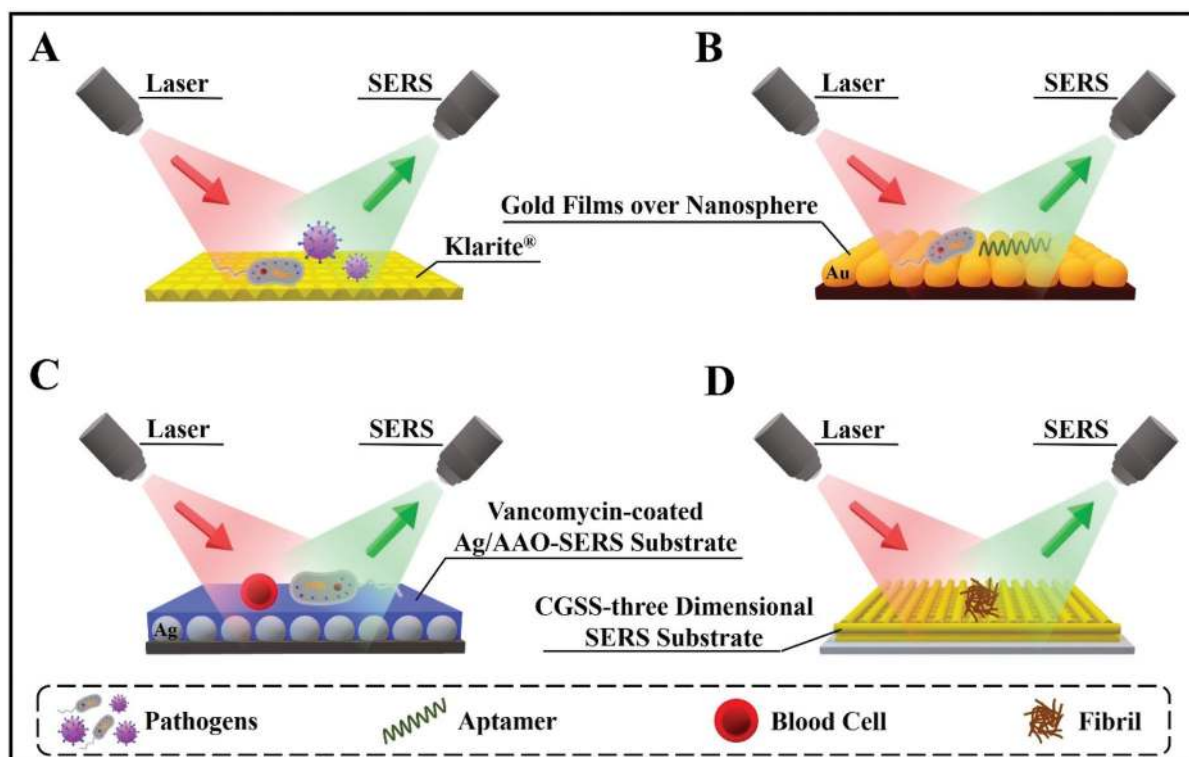 A
Laser
SERS
Klarite®
B
Laser
SERS
Gold Films over Nanosphere
Au
C
Laser
SERS
Vancomycin-coated
Ag/AAO-SERS Substrate
Ag
D
Laser
SERS
CGSS-three Dimensional
SERS Substrate
Pathogens
Aptamer
Blood Cell
Fibril